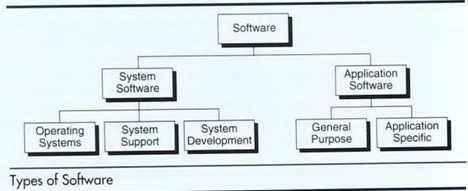 Software
System
Software
Application
Software
Operating
Systems
System
Support
System
Development
General
Purpose
Application
Specific
Types of Software